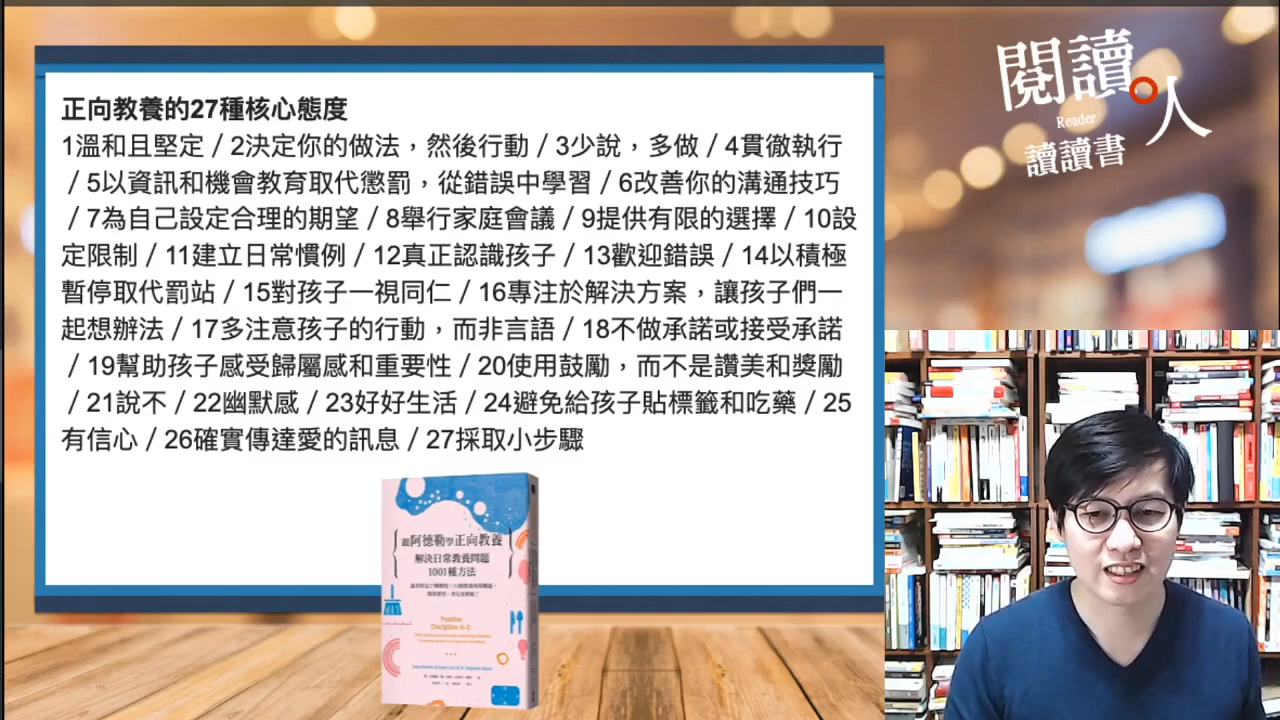 正向教養的27種核心態度
1溫和且堅定 / 2決定你的做法，然後行動 / 3少說，多做 / 4貫徹執行
/ 5以資訊和機會教育取代懲罰，從錯誤中學習 / 6改善你的溝通技巧
/ 7為自己設定合理的期望 / 8舉行家庭會議 / 9提供有限的選擇 / 10設
定限制 / 11建立日常慣例 / 12真正認識孩子 / 13歡迎錯誤 / 14以積極
暫停取代罰站 / 15對孩子一視同仁 / 16專注於解決方案，讓孩子們一
起想辦法 / 17多注意孩子的行動，而非言語 / 18不做承諾或接受承諾
/ 19幫助孩子感受歸屬感和重要性 / 20使用鼓勵，而不是讚美和獎勵
/ 21說不 / 22幽默感 / 23好好生活 / 24避免給孩子貼標籤和吃藥 / 25
有信心 / 26確實傳達愛的訊息 / 27採取小步驟
閱讀人
Reader
讀讀書
跟阿德勒學正向教養
解決日常教養問題
1001種方法
Positive
Discipline A-Z: